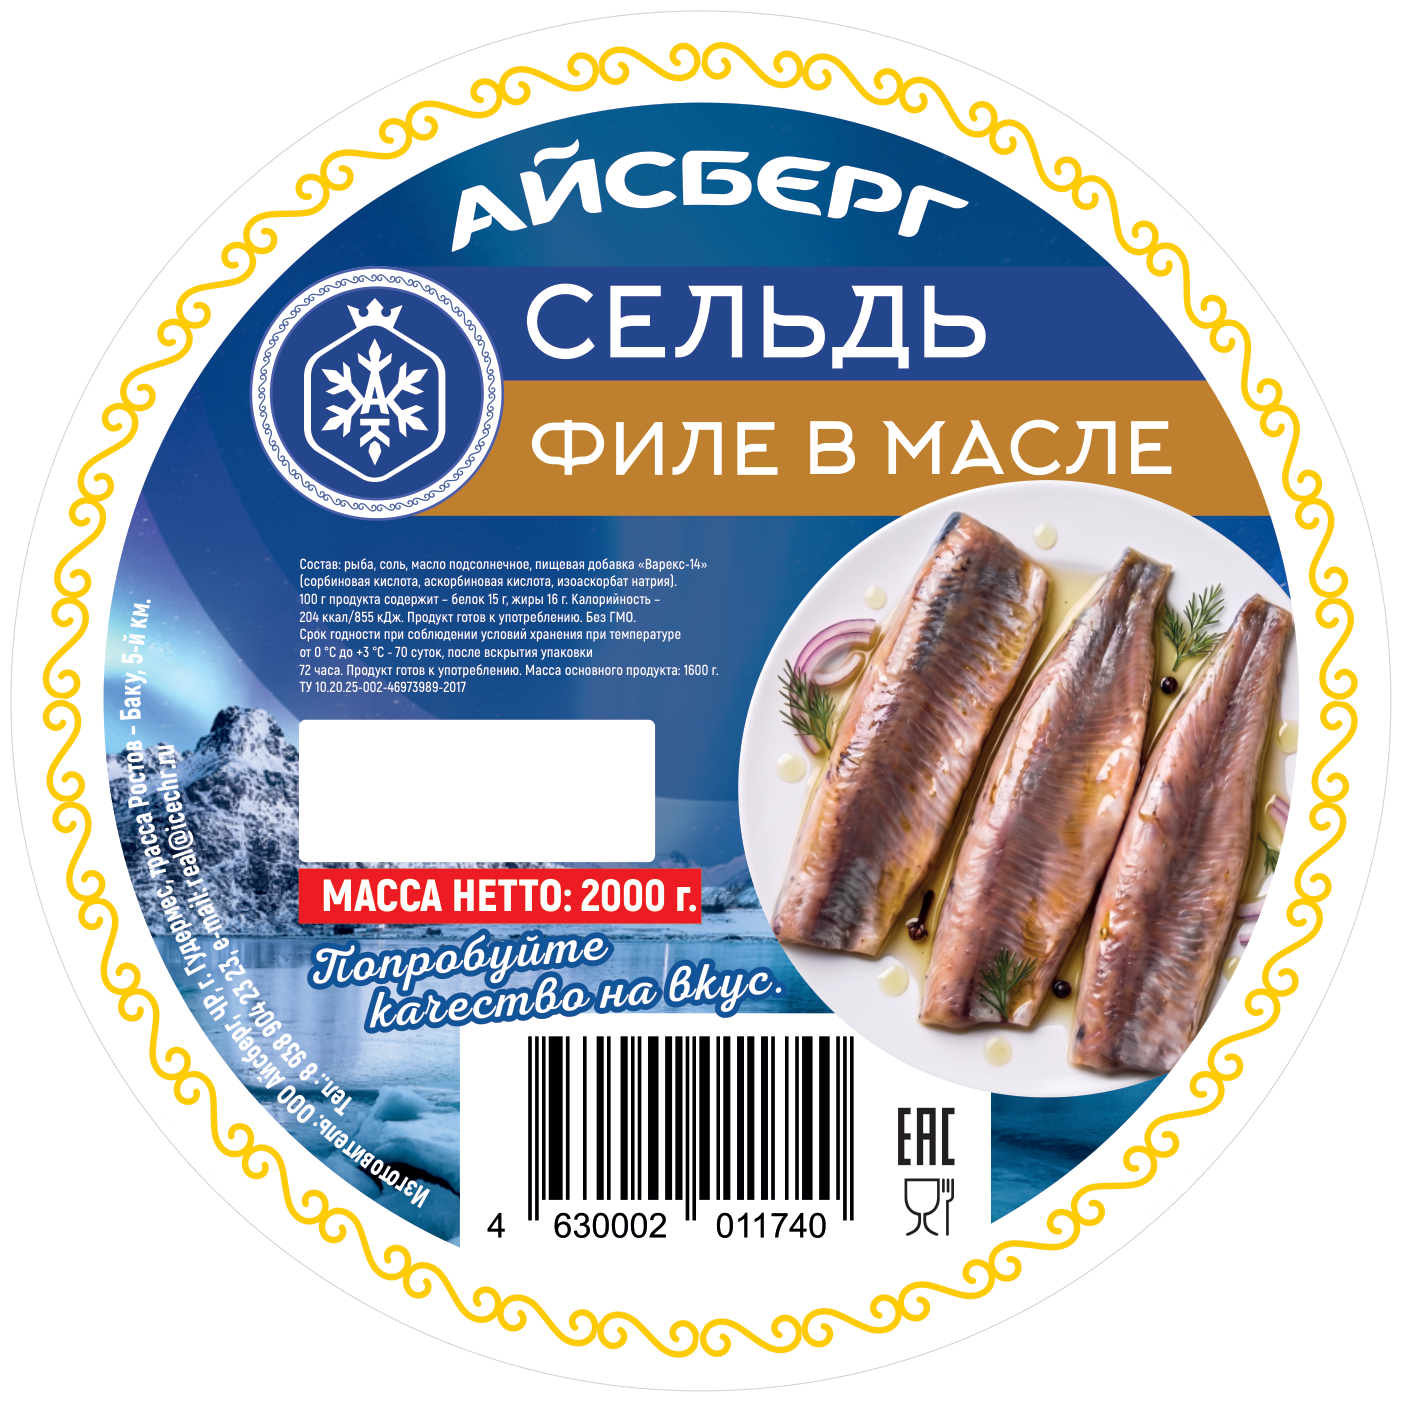 АЙСБЕРГ
СЕЛЬДЬ
ФИЛЕ В МАСЛЕ
Состав: рыба, соль, масло подсолнечное, пищевая добавка «Варекс-14»
(сорбиновая кислота, аскорбиновая кислота, изоаскорбат натрия).
100 г продукта содержит – белок 15 г, жиры 16 г. Калорийность –
204 ккал/855 кДж. Продукт готов к употреблению. Без ГМО.
Срок годности при соблюдении условий хранения при температуре
от 0 °С до +3 °С - 70 суток, после вскрытия упаковки
72 часа. Продукт готов к употреблению. Масса основного продукта: 1600 г.
ТУ 10.20.25-002-46973989-2017
МАССА НЕТТО: 2000 г.
Попробуйте
качество на вкус.
Изготовитель: ООО Айсберг, ЧР, г. Гудермес, трасса Ростов – Баку, 5-й км.
Тел.: 8 938 904 23 23, e-mail: real@icechr.ru
4 630002 011740
EAC